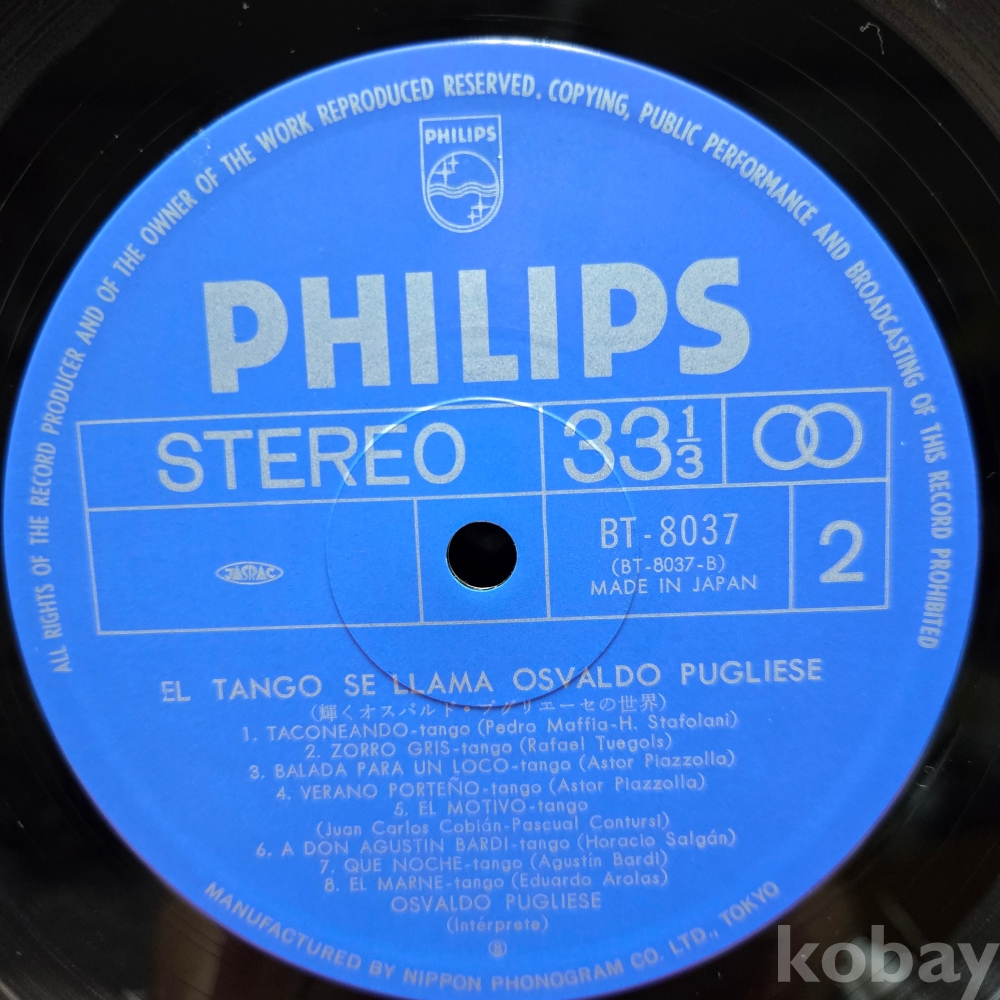 ALL RIGHTS OF THE RECORD PRODUCER AND OF THE OWNER OF THE WORK REPRODUCED RESERVED. COPYING, PUBLIC PERFORMANCE AND BROADCASTING OF THIS RECORD PROHIBITED
PHILIPS
PHILIPS
STEREO
33 1/3
JASRAC
BT-8037
(BT-8037-B)
MADE IN JAPAN
2
EL TANGO SE LLAMA OSVALDO PUGLIESE
(輝くオスバルド・プグリエーセの世界)
1. TACONEANDO-tango (Pedro Maffia-H. Stafolani)
2. ZORRO GRIS-tango (Rafael Tuegols)
3. BALADA PARA UN LOCO-tango (Astor Piazzolla)
4. VERANO PORTEÑO-tango (Astor Piazzolla)
5. EL MOTIVO-tango
(Juan Carlos Cobián-Pascual Contursi)
6. A DON AGUSTIN BARDI-tango (Horacio Salgán)
7. QUE NOCHE-tango (Agustín Bardi)
8. EL MARNE-tango (Eduardo Arolas)
OSVALDO PUGLIESE
(Intérprete)
Ⓡ
MANUFACTURED BY NIPPON PHONOGRAM CO. LTD., TOKYO
kobay